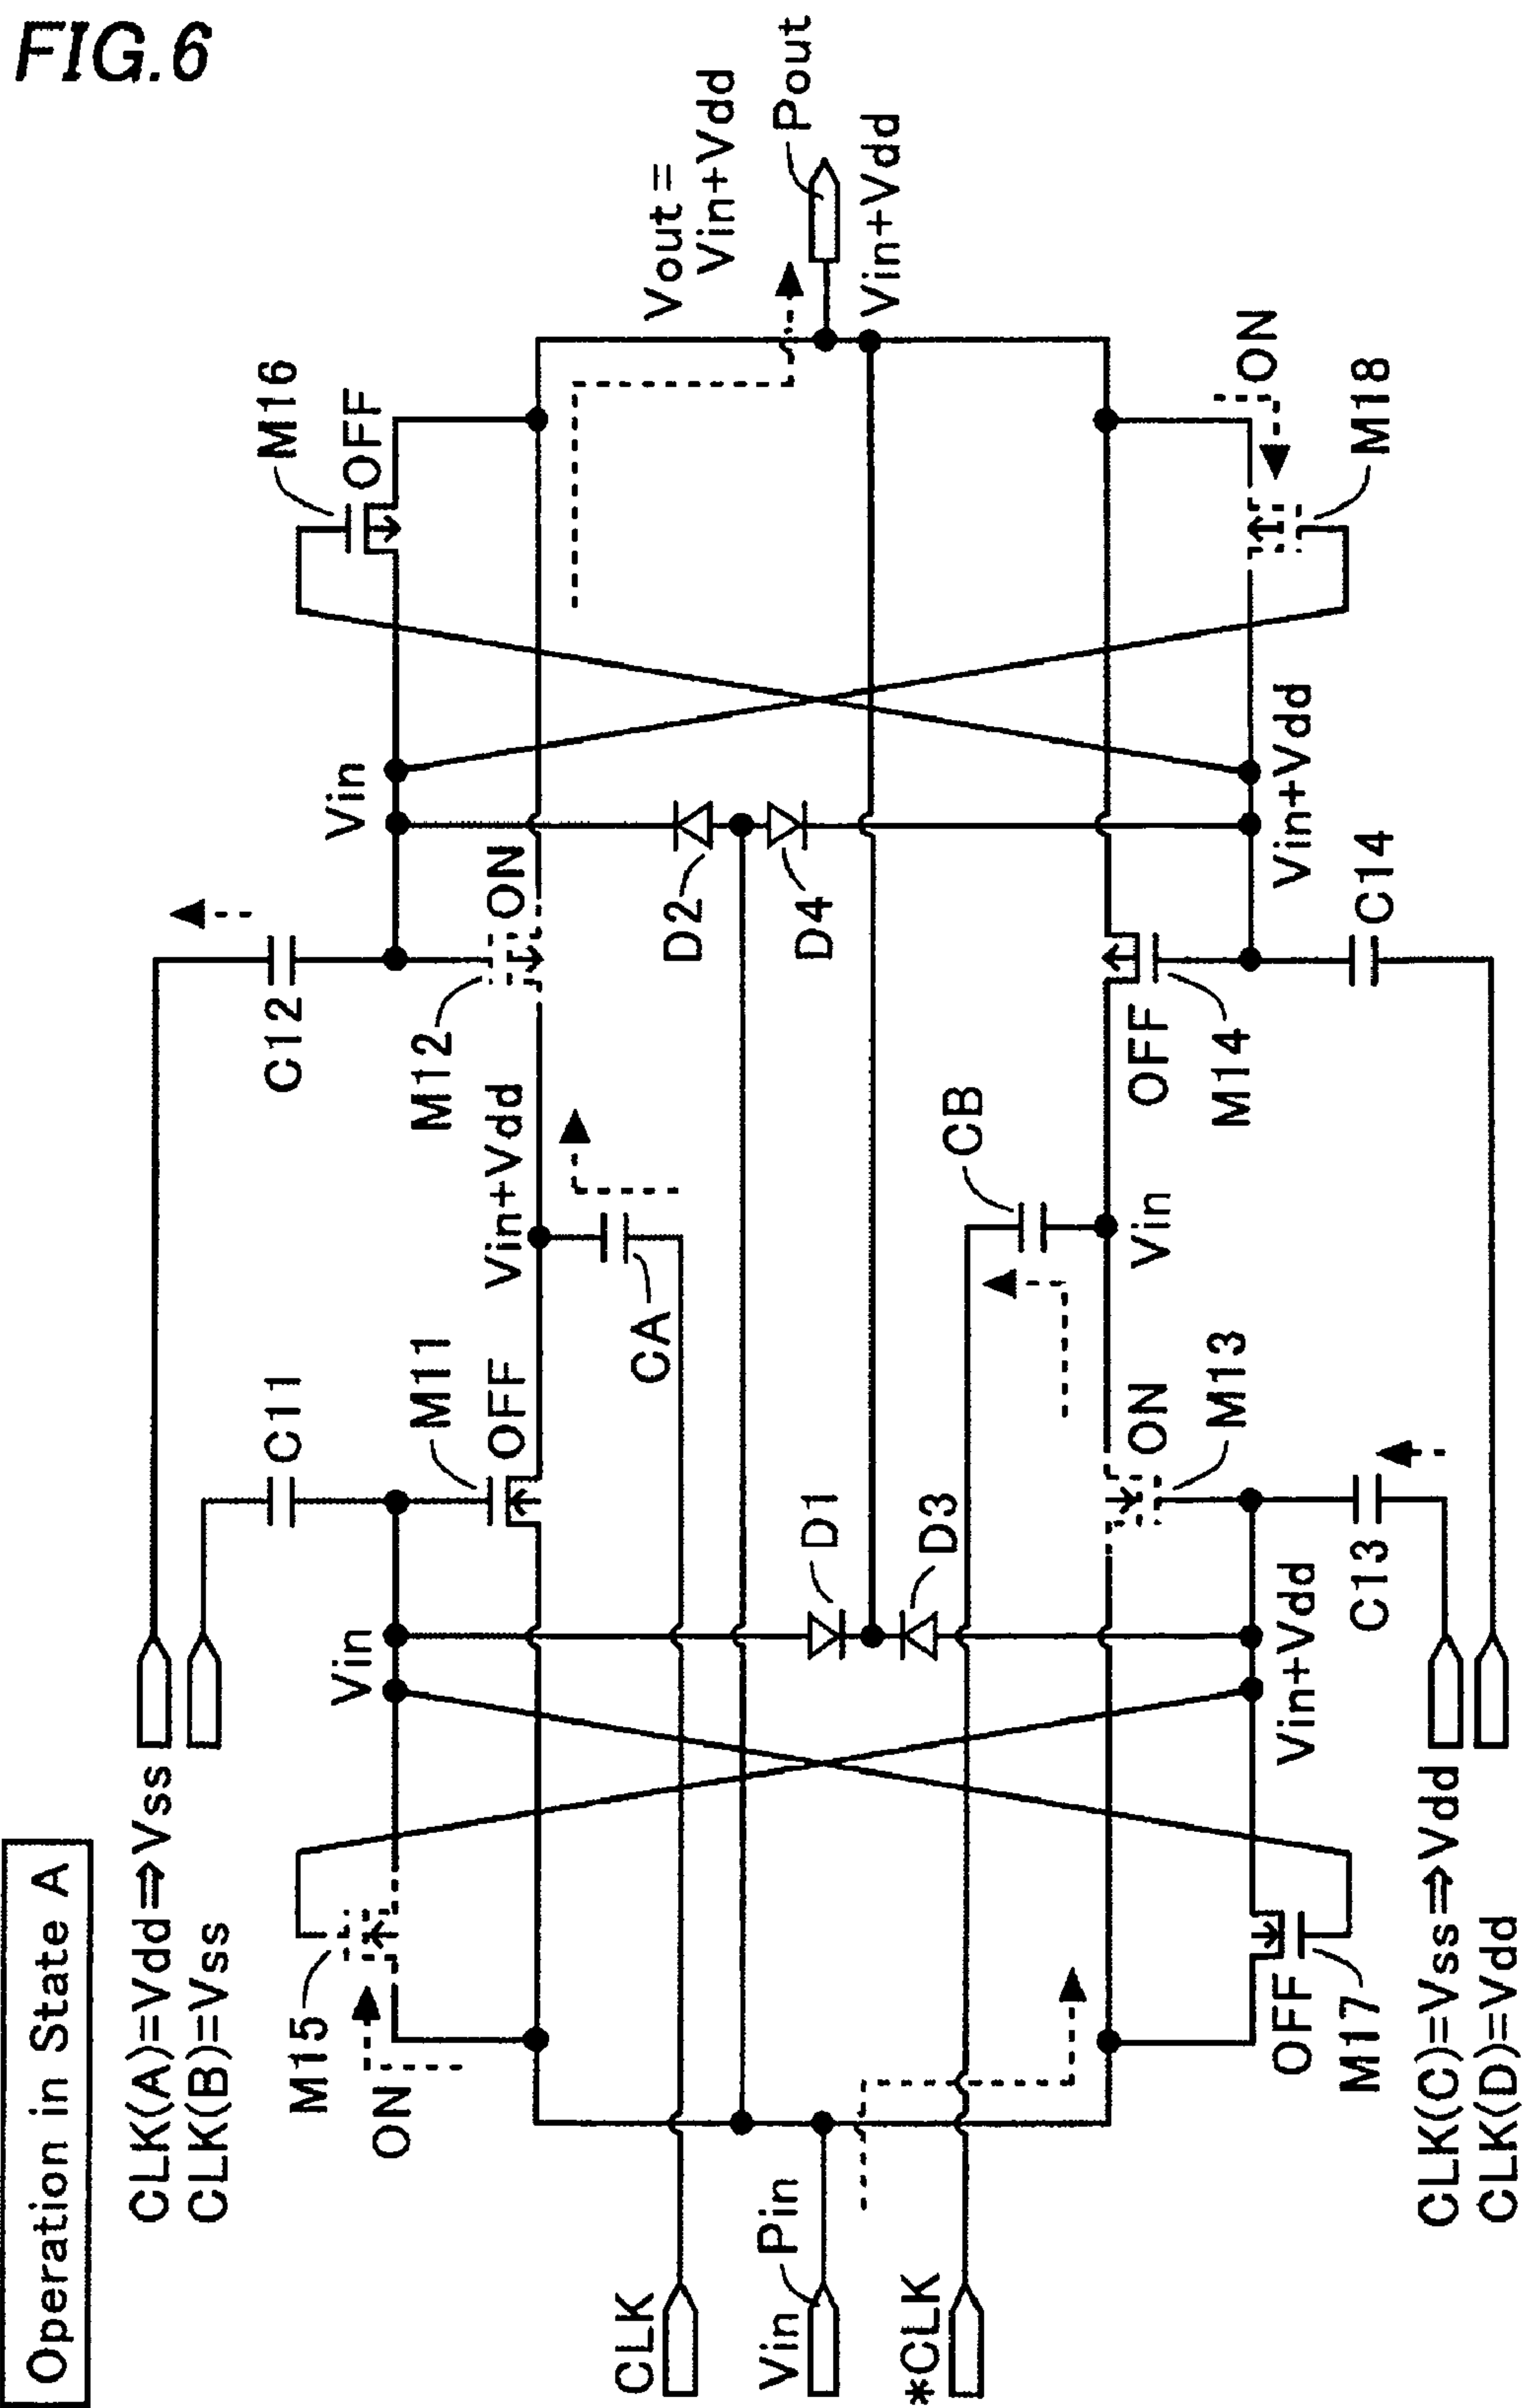 FIG.6
Operation in State A
CLK(A)=Vdd⇒Vss
CLK(B)=Vss
M15
ON
Vin
C11
M11
OFF
C12
M12
ON
Vin
M16
OFF
CLK
CA
Vin+Vdd
Vout=
Vin+Vdd
Vin
Pin
D1
D3
D2
D4
Pout
Vin+Vdd
*CLK
CB
Vin
ON
M13
OFF
M14
ON
M18
OFF
M17
Vin+Vdd
C13
Vin+Vdd
C14
CLK(C)=Vss⇒Vdd
CLK(D)=Vdd